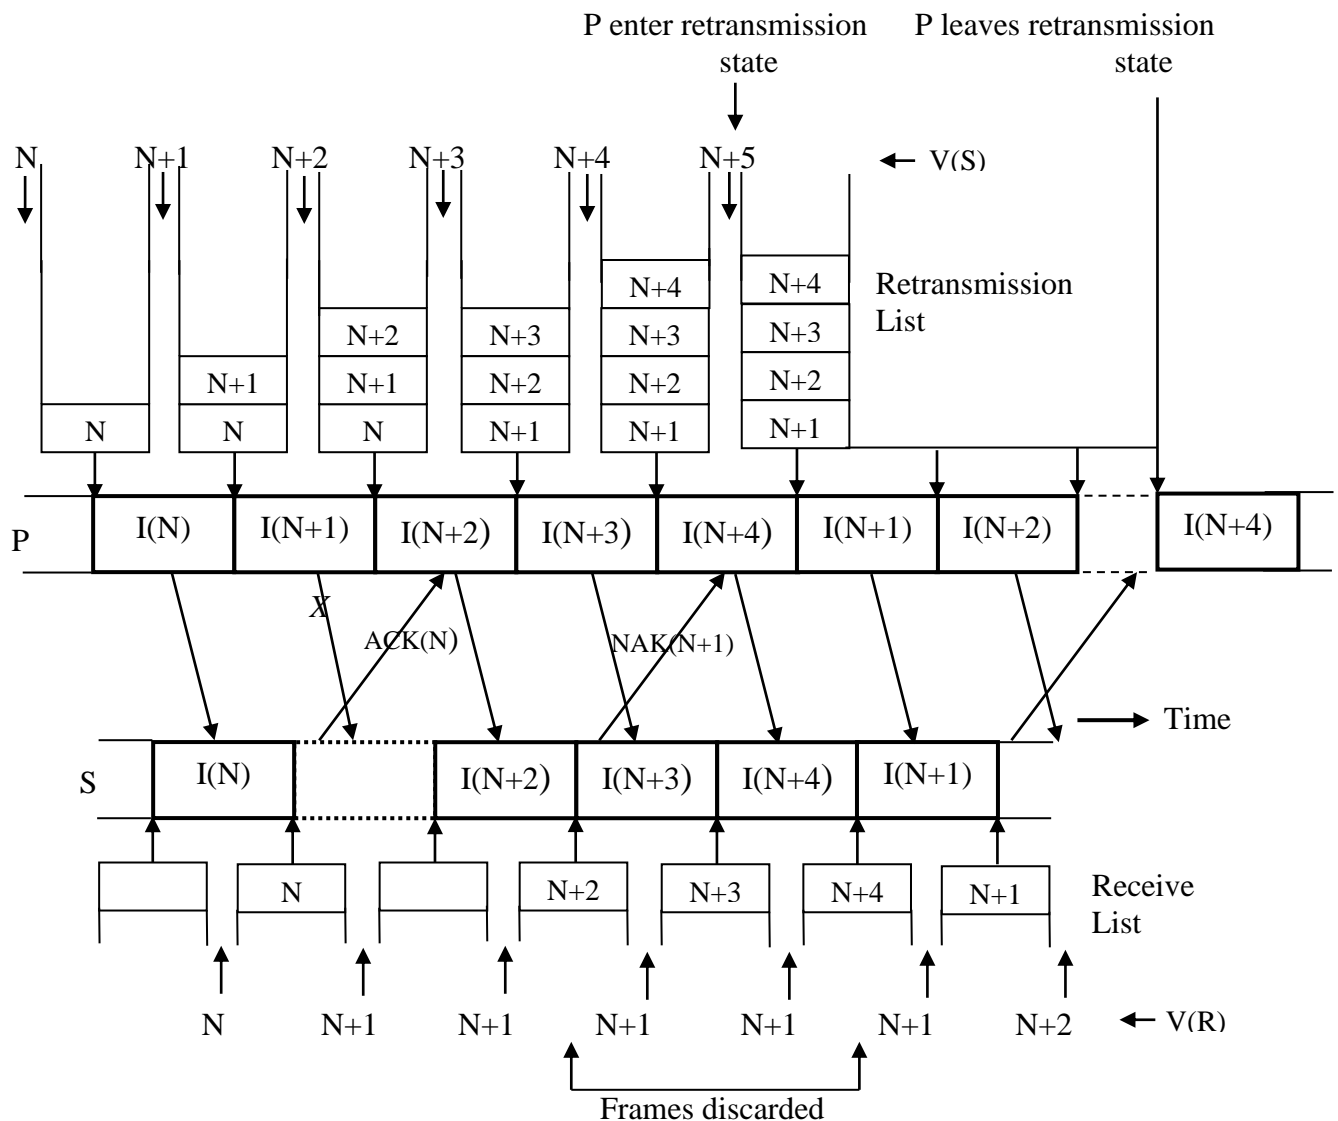 P enter retransmission
state
P leaves retransmission
state
N N+1 N+2 N+3 N+4 N+5 V(S)
N+4 N+4
Retransmission
List
N+2 N+3 N+3 N+3
N+1 N+1 N+2 N+2 N+2
N N N N+1 N+1 N+1
P I(N) I(N+1) I(N+2) I(N+3) I(N+4) I(N+1) I(N+2) I(N+4)
X
ACK(N) NAK(N+1)
Time
S I(N) I(N+2) I(N+3) I(N+4) I(N+1)
N N+2 N+3 N+4 N+1
Receive
List
N N+1 N+1 N+1 N+1 N+1 N+2 V(R)
Frames discarded